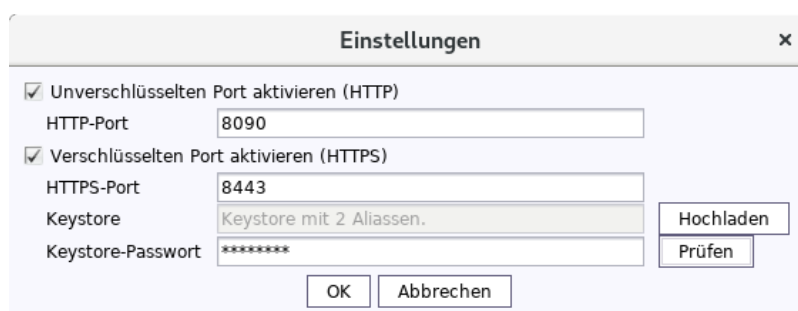 Einstellungen ×
Unverschlüsselten Port aktivieren (HTTP)
HTTP-Port 8090
Verschlüsselten Port aktivieren (HTTPS)
HTTPS-Port 8443
Keystore Keystore mit 2 Aliassen. Hochladen
Keystore-Passwort ******** Prüfen
OK Abbrechen